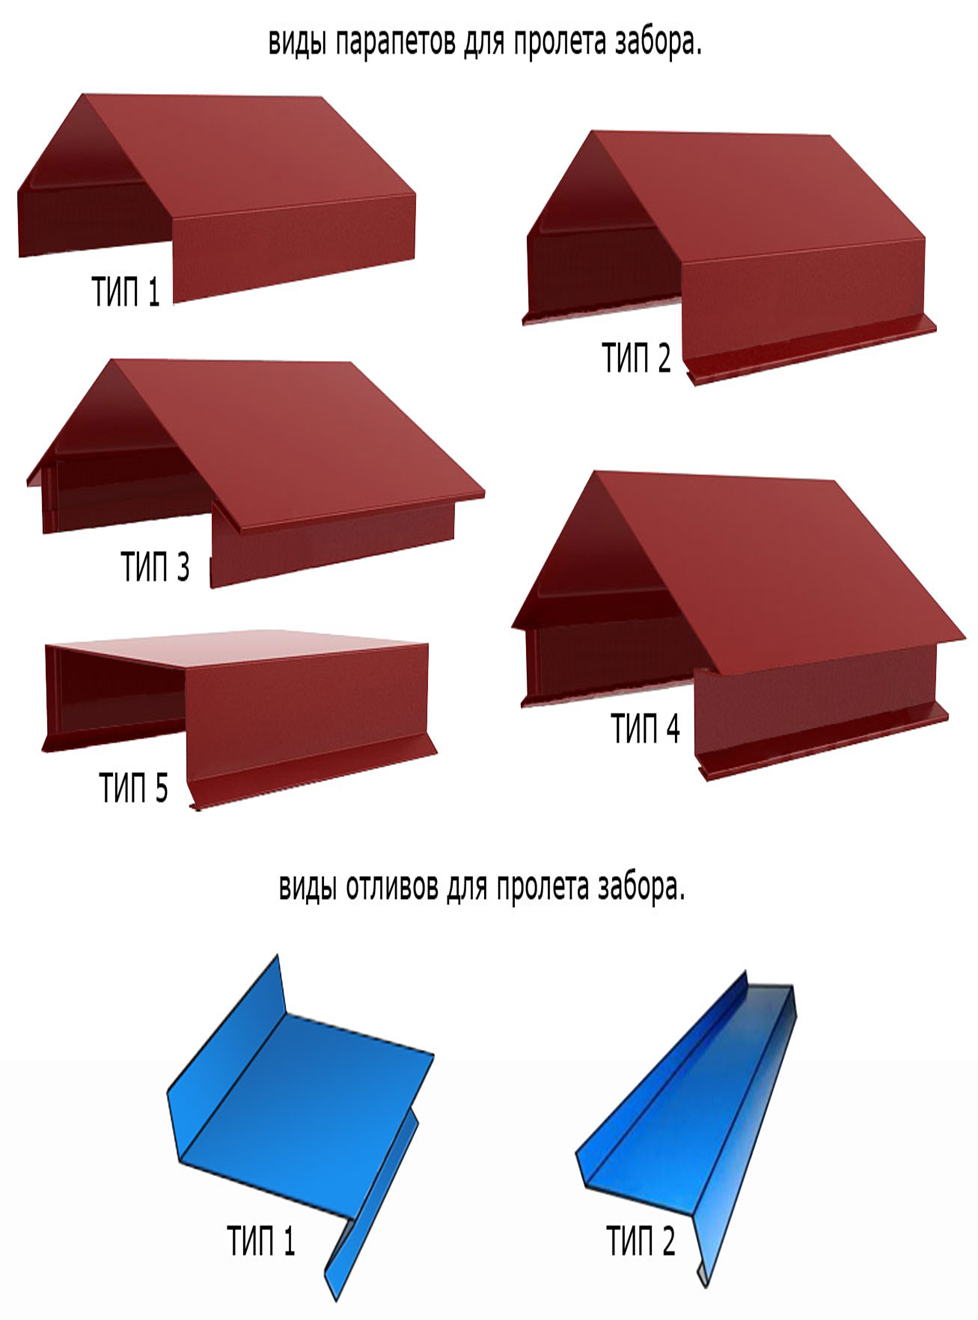 виды парапетов для пролета забора.
ТИП 1
ТИП 2
ТИП 3
ТИП 4
ТИП 5
виды отливов для пролета забора.
ТИП 1
ТИП 2